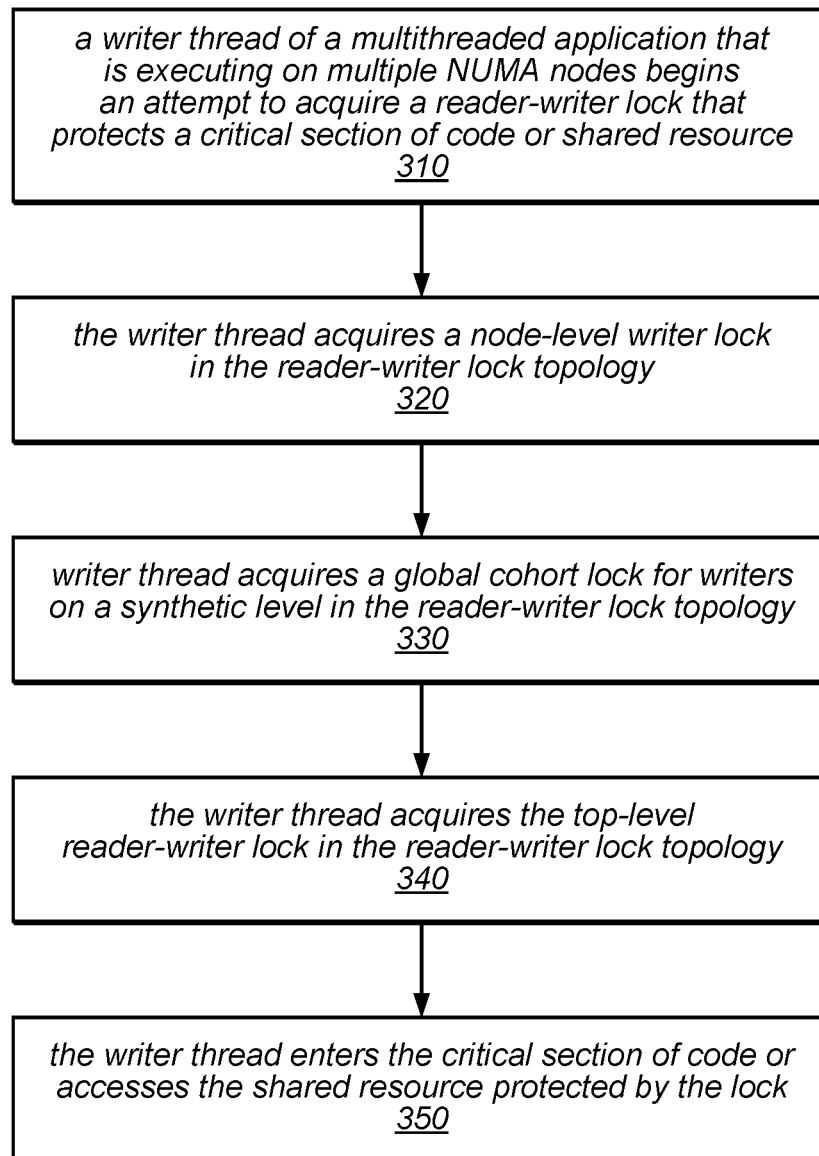 a writer thread of a multithreaded application that
is executing on multiple NUMA nodes begins
an attempt to acquire a reader-writer lock that
protects a critical section of code or shared resource
310
the writer thread acquires a node-level writer lock
in the reader-writer lock topology
320
writer thread acquires a global cohort lock for writers
on a synthetic level in the reader-writer lock topology
330
the writer thread acquires the top-level
reader-writer lock in the reader-writer lock topology
340
the writer thread enters the critical section of code or
accesses the shared resource protected by the lock
350